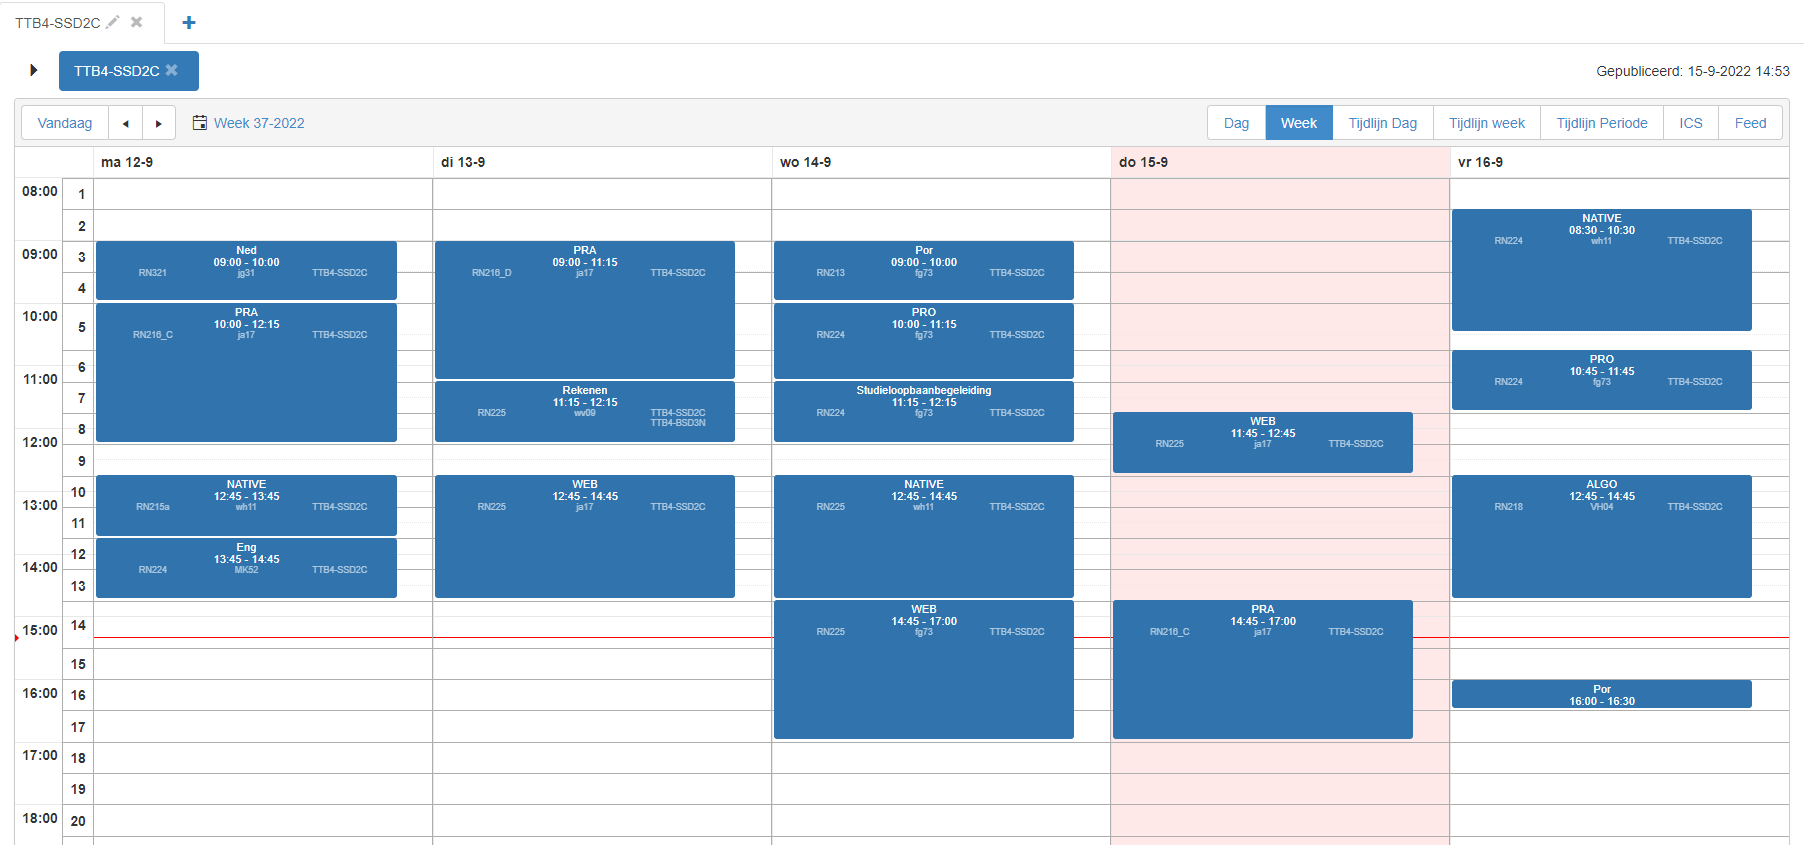 TTB4-SSD2C
TTB4-SSD2C
Gepubliceerd: 15-9-2022 14:53
Vandaag
Week 37-2022
Dag Week Tijdlijn Dag Tijdlijn week Tijdlijn Periode ICS Feed
ma 12-9 di 13-9 wo 14-9 do 15-9 vr 16-9
08:00
09:00
10:00
11:00
12:00
13:00
14:00
15:00
16:00
17:00
18:00
1
2
3
4
5
6
7
8
9
10
11
12
13
14
15
16
17
18
19
20
Ned
09:00 - 10:00
RN321 jg31 TTB4-SSD2C
PRA
10:00 - 12:15
RN216_C ja17 TTB4-SSD2C
NATIVE
12:45 - 13:45
RN215a wh11 TTB4-SSD2C
Eng
13:45 - 14:45
RN224 MK52 TTB4-SSD2C
PRA
09:00 - 11:15
RN216_D ja17 TTB4-SSD2C
Rekenen
11:15 - 12:15
RN225 wv09 TTB4-SSD2C
TTB4-BSD3N
WEB
12:45 - 14:45
RN225 ja17 TTB4-SSD2C
Por
09:00 - 10:00
RN213 fg73 TTB4-SSD2C
PRO
10:00 - 11:15
RN224 fg73 TTB4-SSD2C
Studieloopbaanbegeleiding
11:15 - 12:15
RN224 fg73 TTB4-SSD2C
NATIVE
12:45 - 14:45
RN225 wh11 TTB4-SSD2C
WEB
14:45 - 17:00
RN225 fg73 TTB4-SSD2C
WEB
11:45 - 12:45
RN225 ja17 TTB4-SSD2C
PRA
14:45 - 17:00
RN216_C ja17 TTB4-SSD2C
NATIVE
08:30 - 10:30
RN224 wh11 TTB4-SSD2C
PRO
10:45 - 11:45
RN224 fg73 TTB4-SSD2C
ALGO
12:45 - 14:45
RN218 VH04 TTB4-SSD2C
Por
16:00 - 16:30